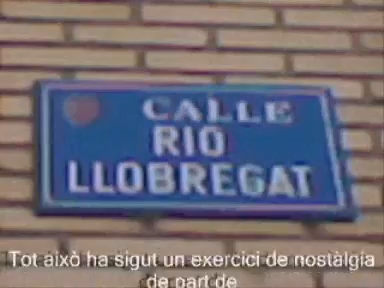 CALLE
RIO
LLOBREGAT
Tot això ha sigut un exercici de nostàlgia
de part de